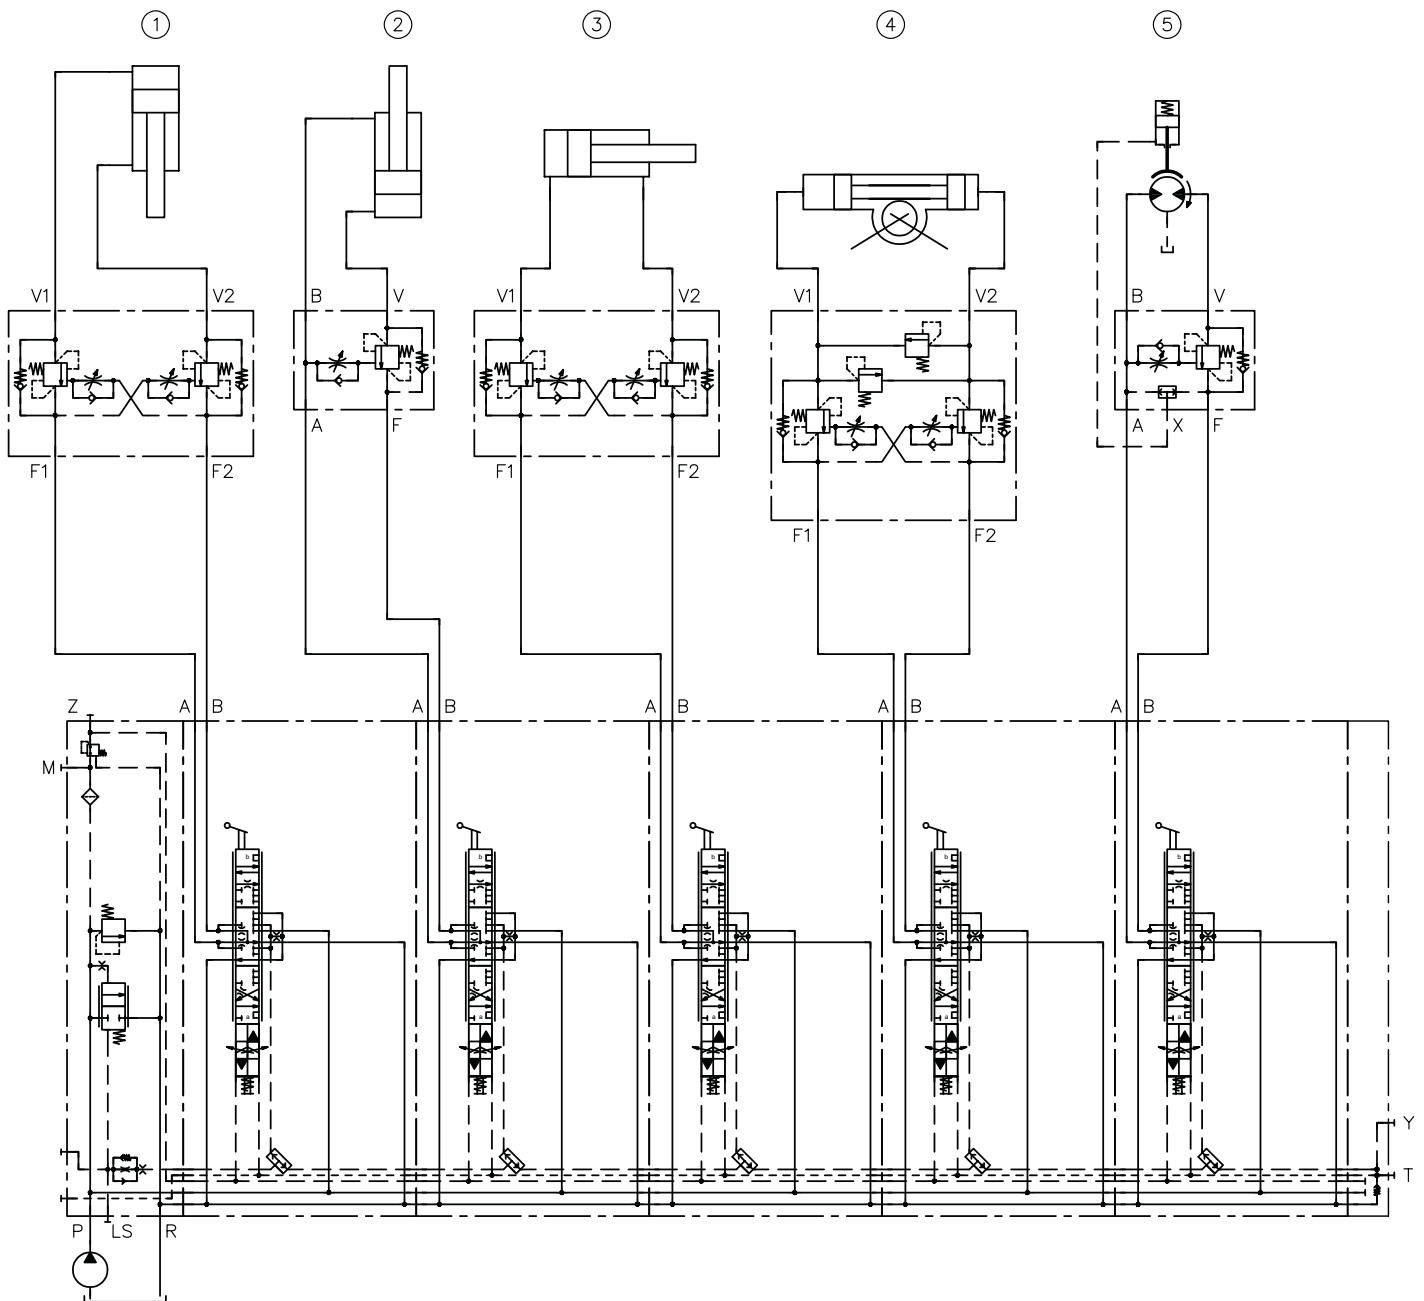 1 2 3 4 5
V1 V2 B V V1 V2 V1 V2 B V
A F A X F
F1 F2 F1 F2
F1 F2
Z A B A B A B A B A B
M
b b b b b
a a a a a
Y
T
P LS R